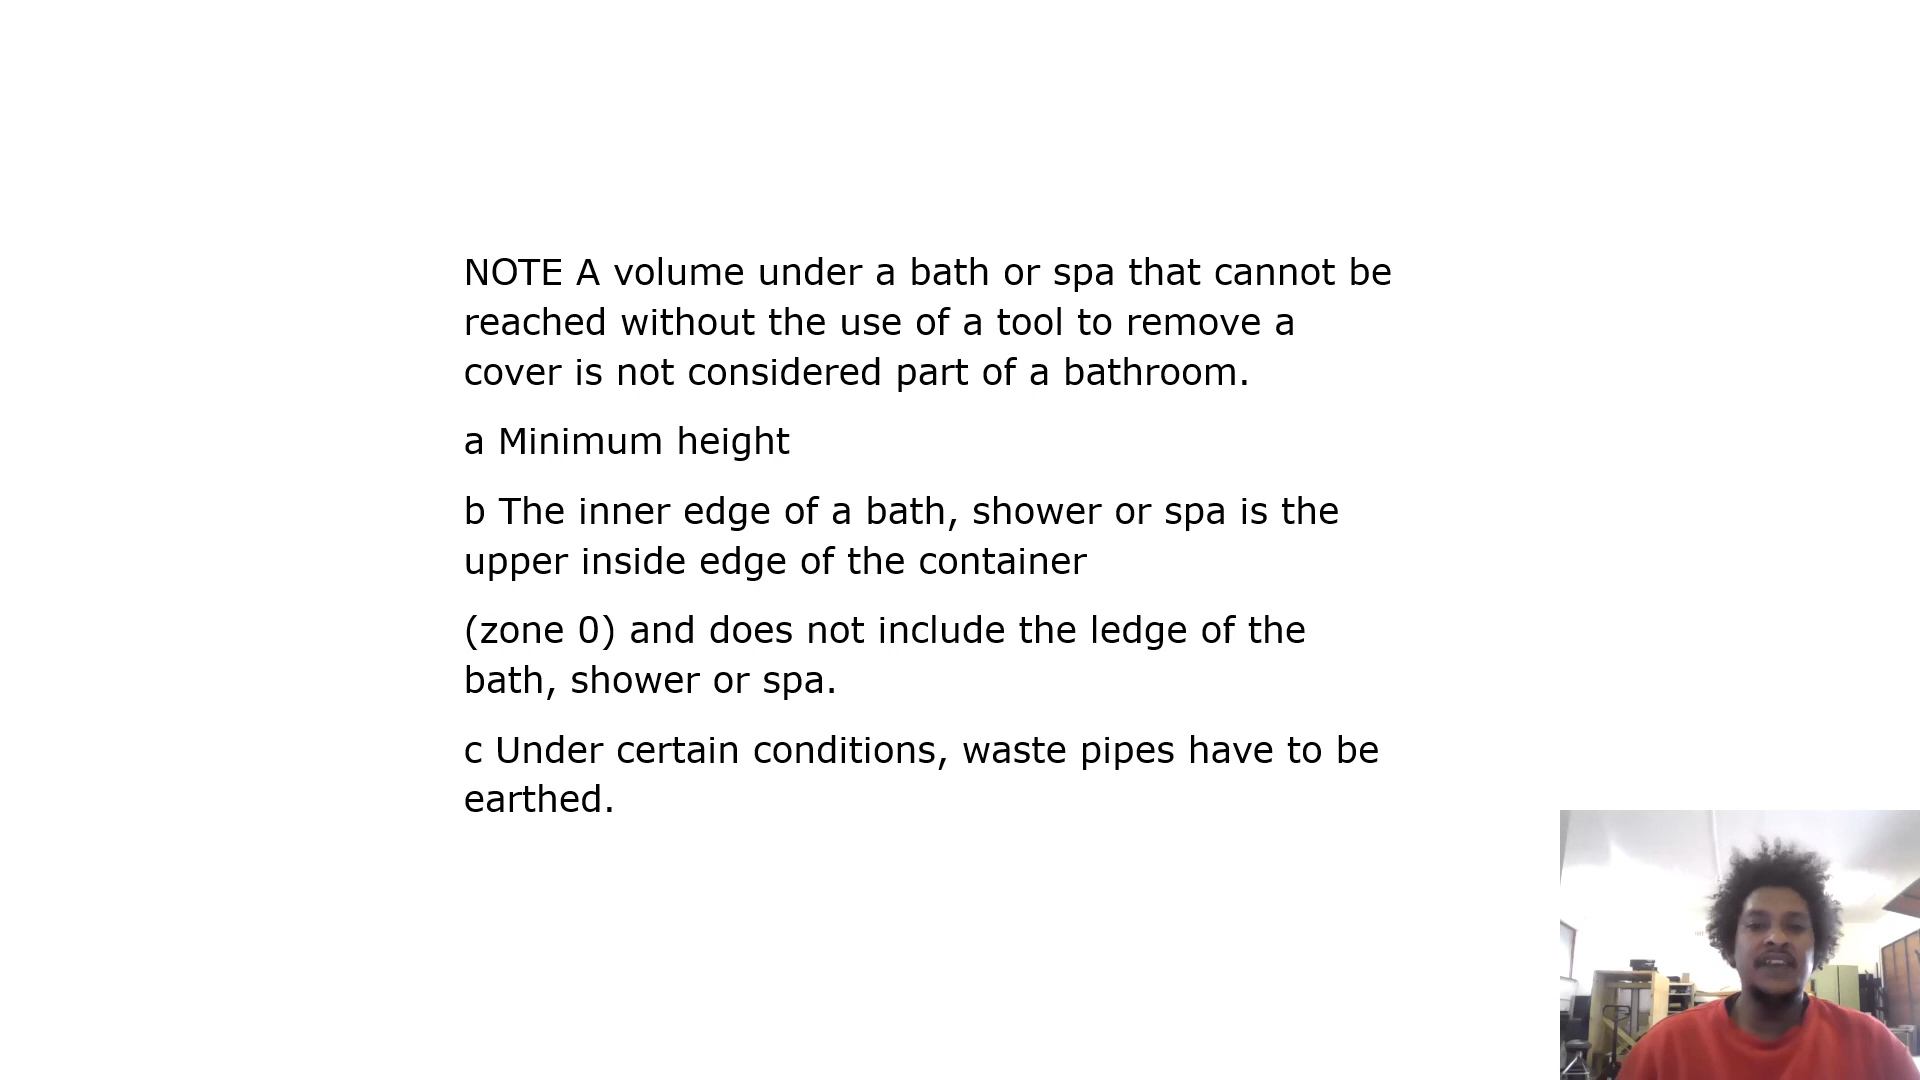 NOTE A volume under a bath or spa that cannot be
reached without the use of a tool to remove a
cover is not considered part of a bathroom.
a Minimum height
b The inner edge of a bath, shower or spa is the
upper inside edge of the container
(zone 0) and does not include the ledge of the
bath, shower or spa.
c Under certain conditions, waste pipes have to be
earthed.